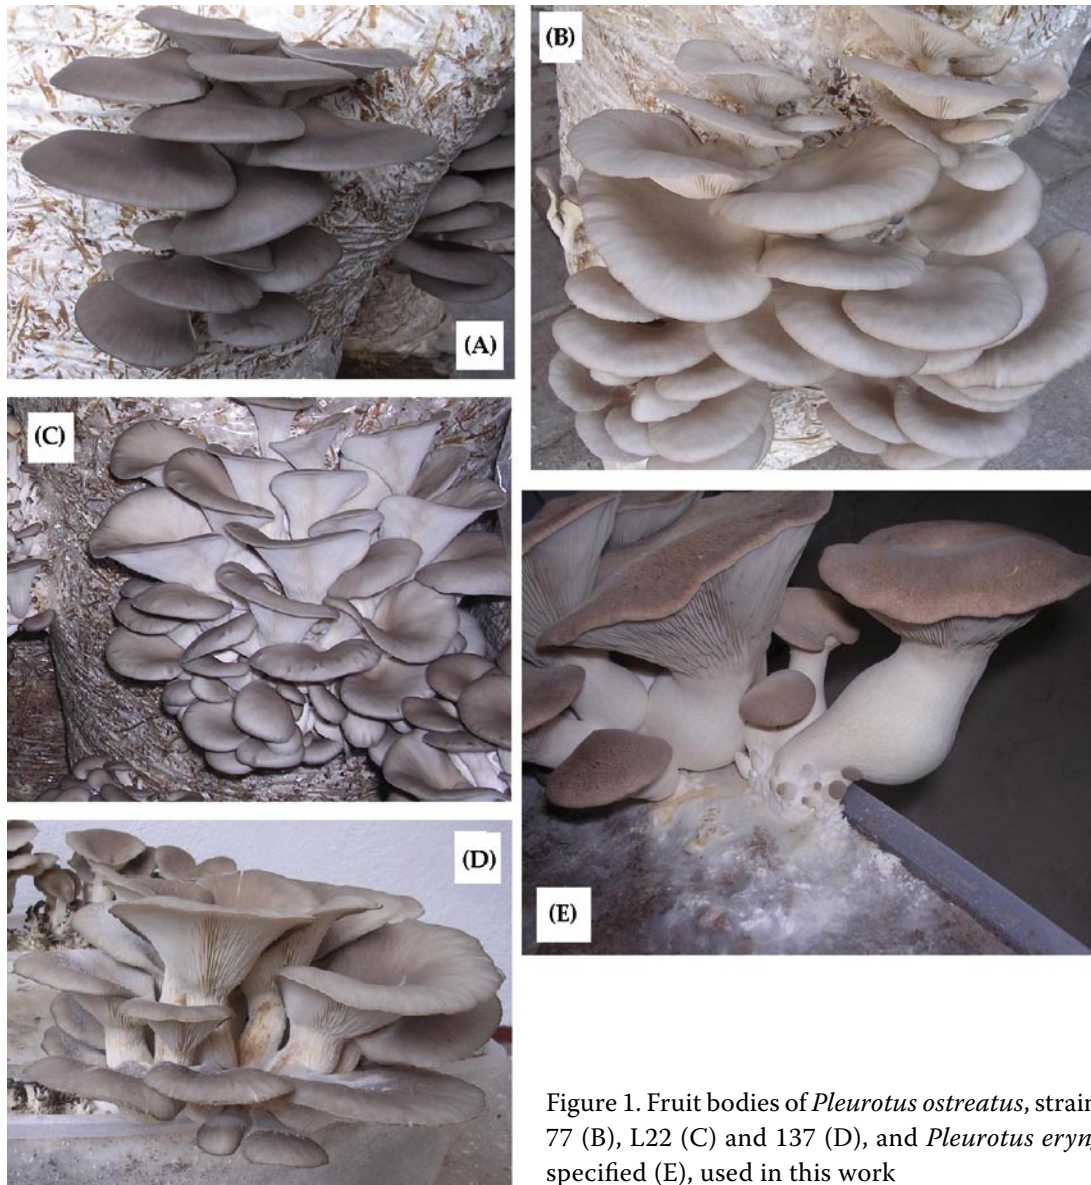 (A)
(B)
(C)
(D)
(E)
Figure 1. Fruit bodies of Pleurotus ostreatus, strain
77 (B), L22 (C) and 137 (D), and Pleurotus
specified (E), used in this work